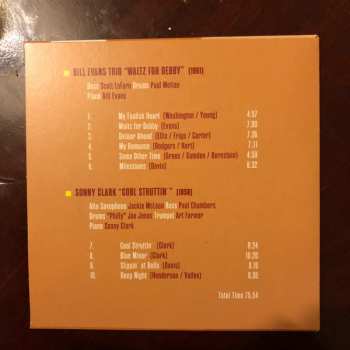 BILL EVANS TRIO "WALTZ FOR DEBBY" (1961)
Bass Scott LaFaro Drums Paul Motian
Piano Bill Evans
1. My Foolish Heart (Washington / Young) 4.57
2. Waltz for Debby (Evans) 7.00
3. Detour Ahead (Ellis / Frigo / Carter) 7.35
4. My Romance (Rodgers / Hart) 7.11
5. Some Other Time (Green / Comden / Bernstein) 4.59
6. Milestones (Davis) 6.32
SONNY CLARK "COOL STRUTTIN´" (1958)
Alto Saxophone Jackie McLean Bass Paul Chambers
Drums "Philly" Joe Jones Trumpet Art Farmer
Piano Sonny Clark
7. Cool Struttin´ (Clark) 9.24
8. Blue Minor (Clark) 10.20
9. Sippin´ at Bells (Davis) 8.18
10. Deep Night (Henderson / Vallee) 9.35
Total Time 75.54